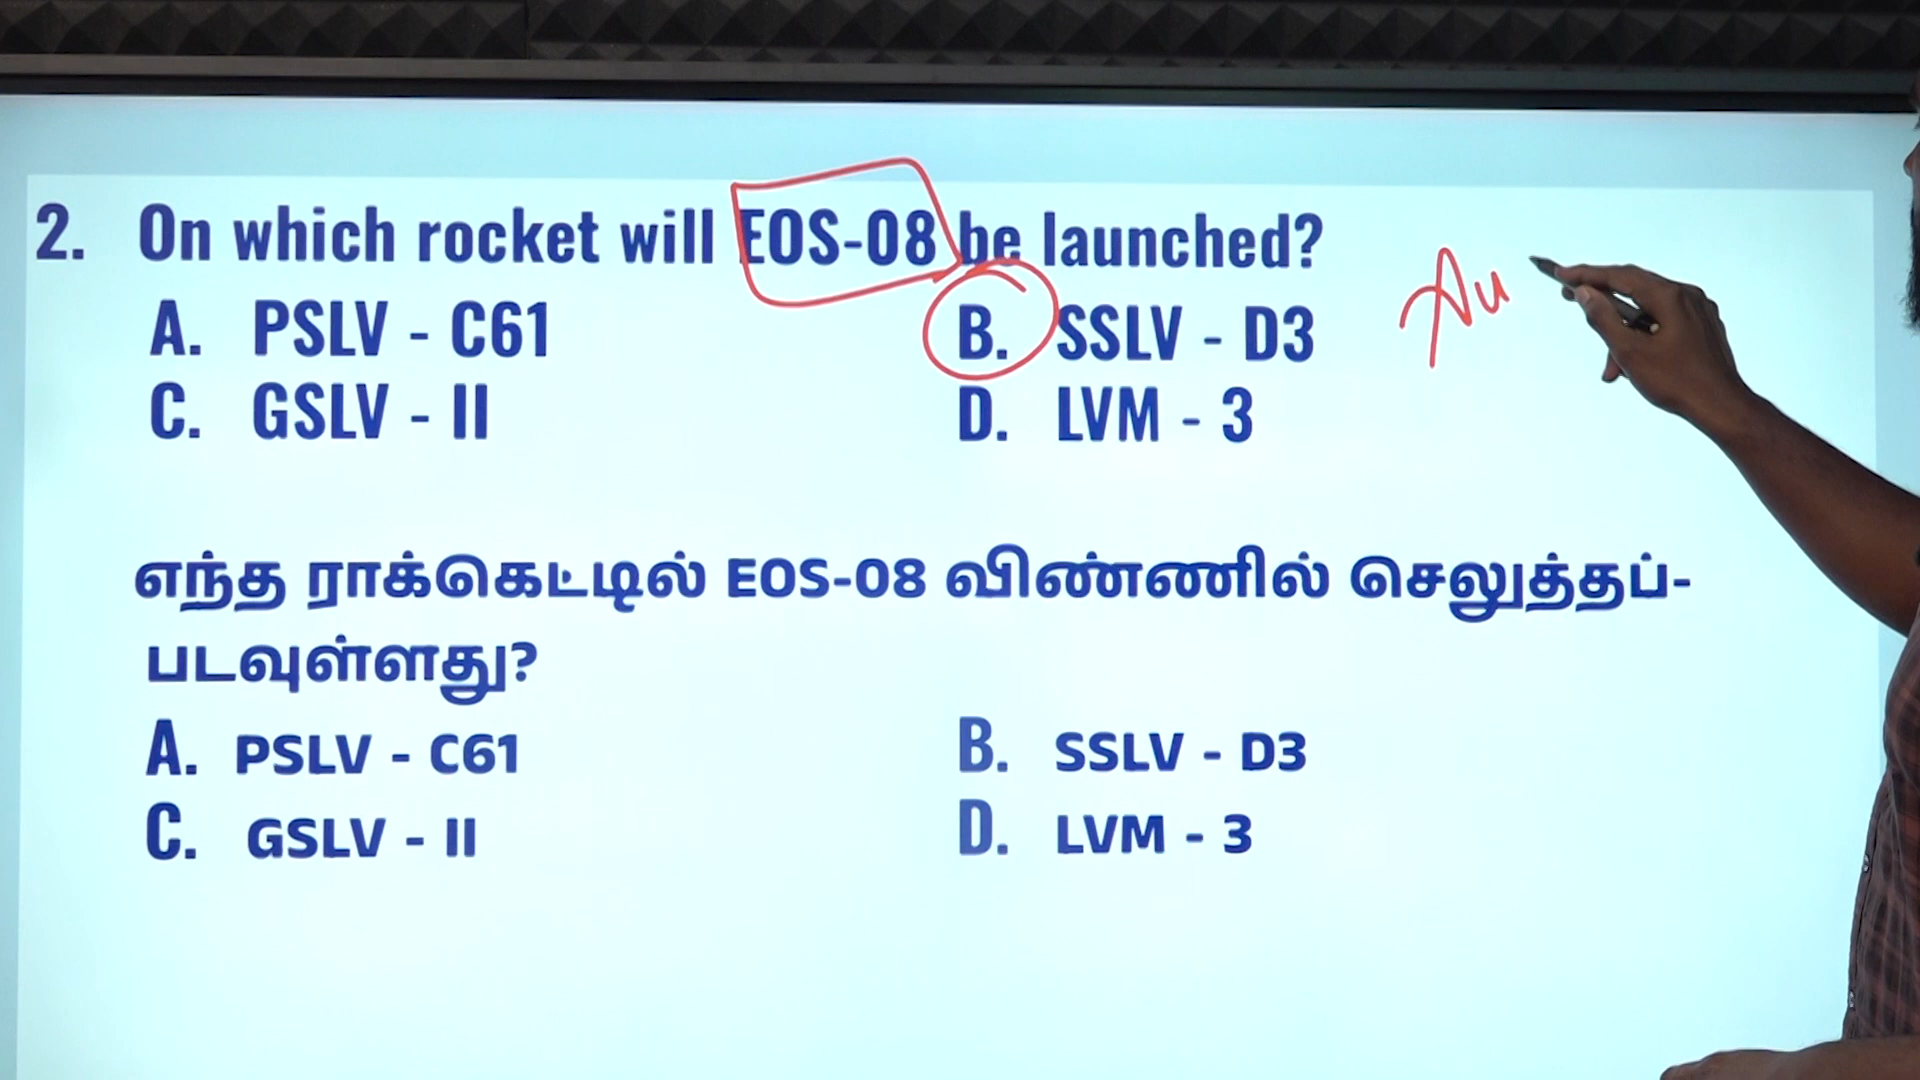 2. On which rocket will EOS-08 be launched?
A. PSLV - C61 B. SSLV - D3
C. GSLV - II D. LVM - 3
Au
எந்த ராக்கெட்டில் EOS-08 விண்ணில் செலுத்தப்-
படவுள்ளது?
A. PSLV - C61 B. SSLV - D3
C. GSLV - II D. LVM - 3